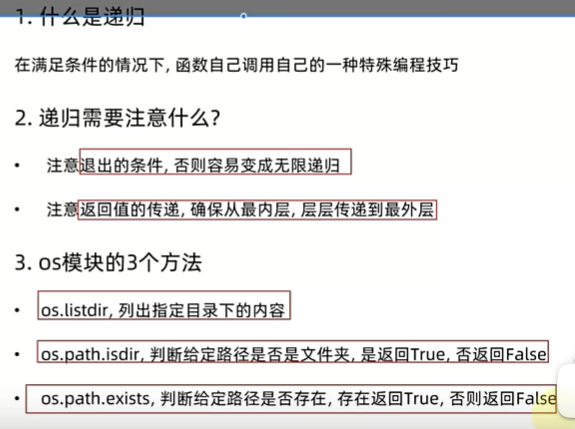 1. 什么是递归
在满足条件的情况下, 函数自己调用自己的一种特殊编程技巧
2. 递归需要注意什么?
• 注意退出的条件, 否则容易变成无限递归
• 注意返回值的传递, 确保从最内层, 层层传递到最外层
3. os模块的3个方法
• os.listdir, 列出指定目录下的内容
• os.path.isdir, 判断给定路径是否是文件夹, 是返回True, 否返回False
• os.path.exists, 判断给定路径是否存在, 存在返回True, 否则返回False